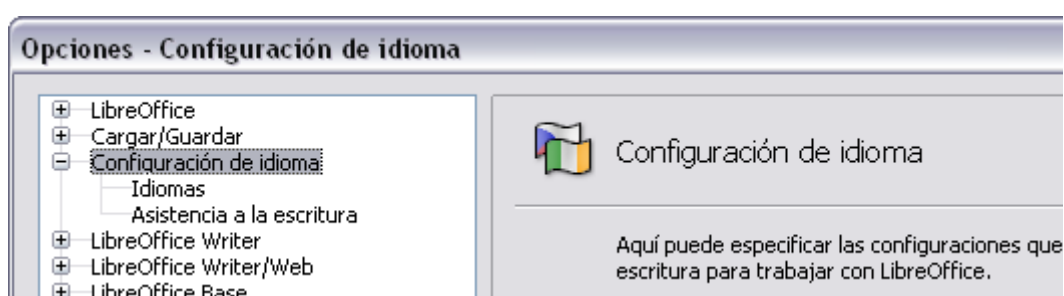 Opciones - Configuración de idioma
LibreOffice
Cargar/Guardar
Configuración de idioma
Idiomas
Asistencia a la escritura
LibreOffice Writer
LibreOffice Writer/Web
LibreOffice Base
Configuración de idioma
Aquí puede especificar las configuraciones que
escritura para trabajar con LibreOffice.